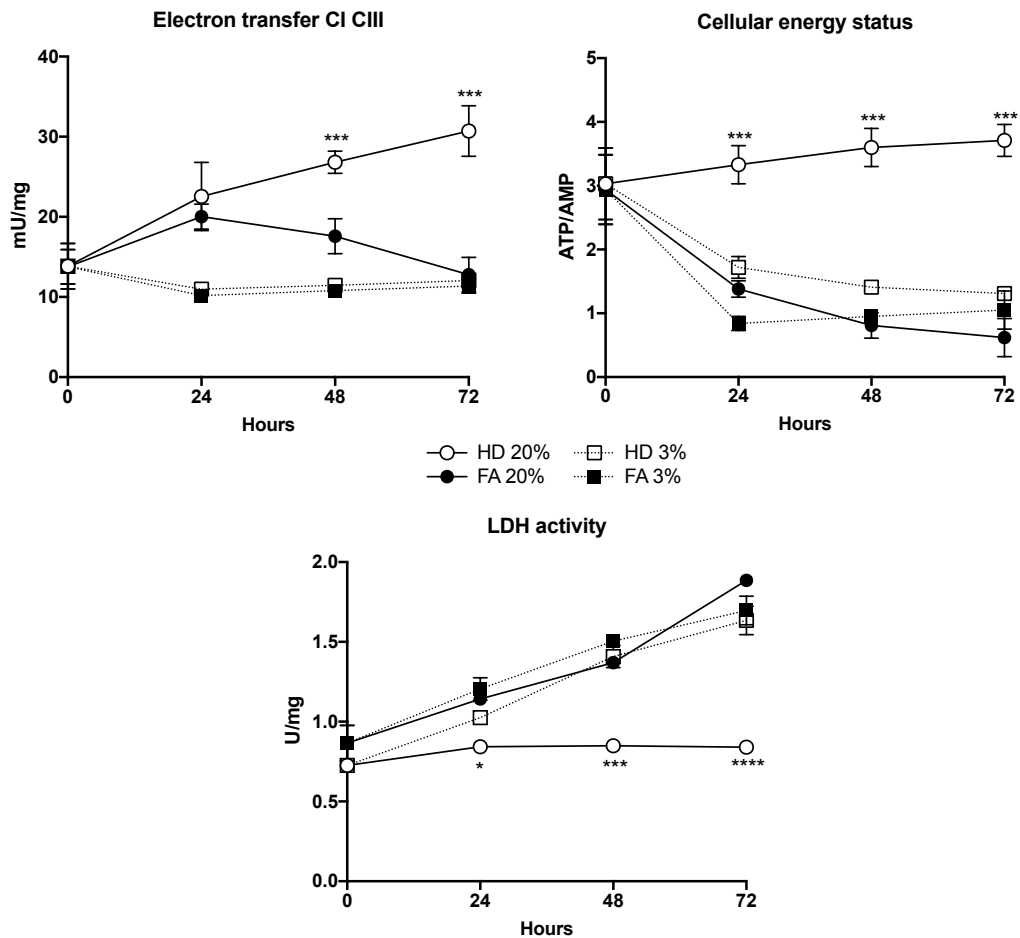 Electron transfer CI CIII
40
30
20
10
0
mU/mg
***
***
0 24 48 72
Hours
Cellular energy status
5
4
3
2
1
0
ATP/AMP
***
***
***
0 24 48 72
Hours
HD 20% HD 3%
FA 20% FA 3%
LDH activity
2.0
1.5
1.0
0.5
0.0
U/mg
*
***
****
0 24 48 72
Hours